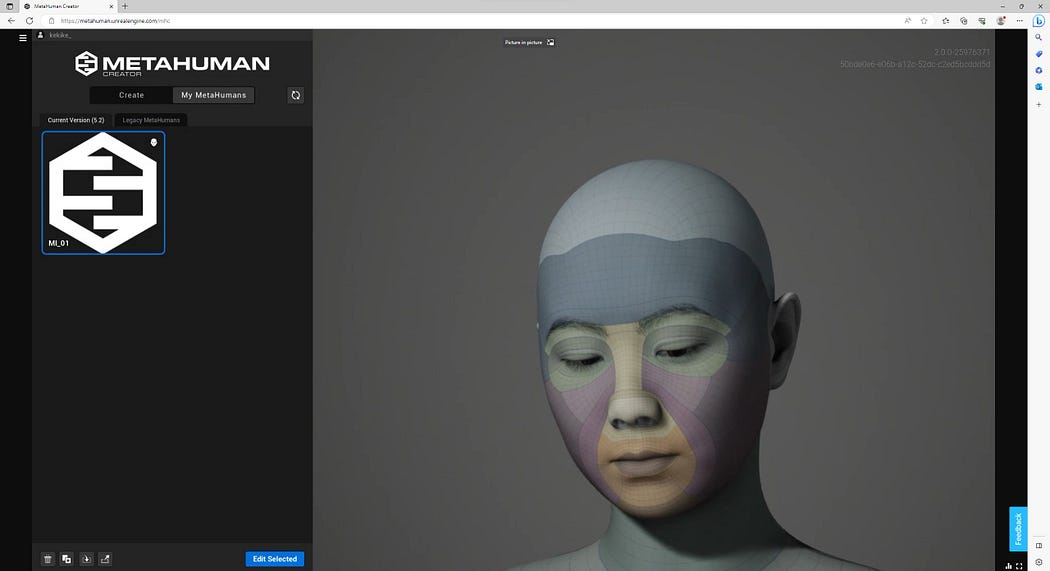 MetaHuman Creator
https://metahuman.unrealengine.com/mhc
kekike_
Picture in picture
2.0.0-25976371
METAHUMAN
CREATOR
Create
My MetaHumans
Current Version (5.2)
Legacy MetaHumans
MI_01
Feedback
Edit Selected